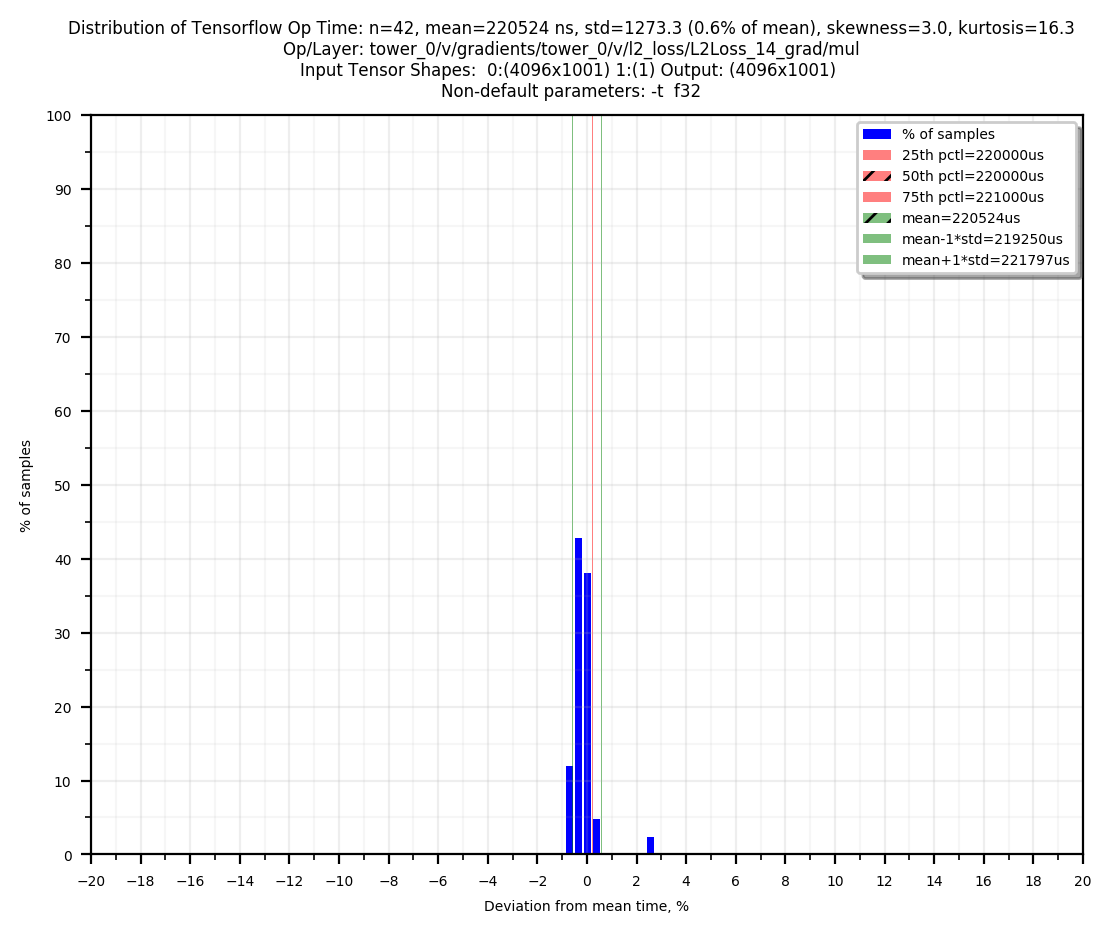 Distribution of Tensorflow Op Time: n=42, mean=220524 ns, std=1273.3 (0.6% of mean), skewness=3.0, kurtosis=16.3
Op/Layer: tower_0/v/gradients/tower_0/v/l2_loss/L2Loss_14_grad/mul
Input Tensor Shapes:  0:(4096x1001) 1:(1) Output: (4096x1001)
Non-default parameters: -t  f32
% of samples
25th pctl=220000us
50th pctl=220000us
75th pctl=221000us
mean=220524us
mean-1*std=219250us
mean+1*std=221797us
100
90
80
70
60
50
40
30
20
10
0
% of samples
−20 −18 −16 −14 −12 −10 −8 −6 −4 −2 0 2 4 6 8 10 12 14 16 18 20
Deviation from mean time, %